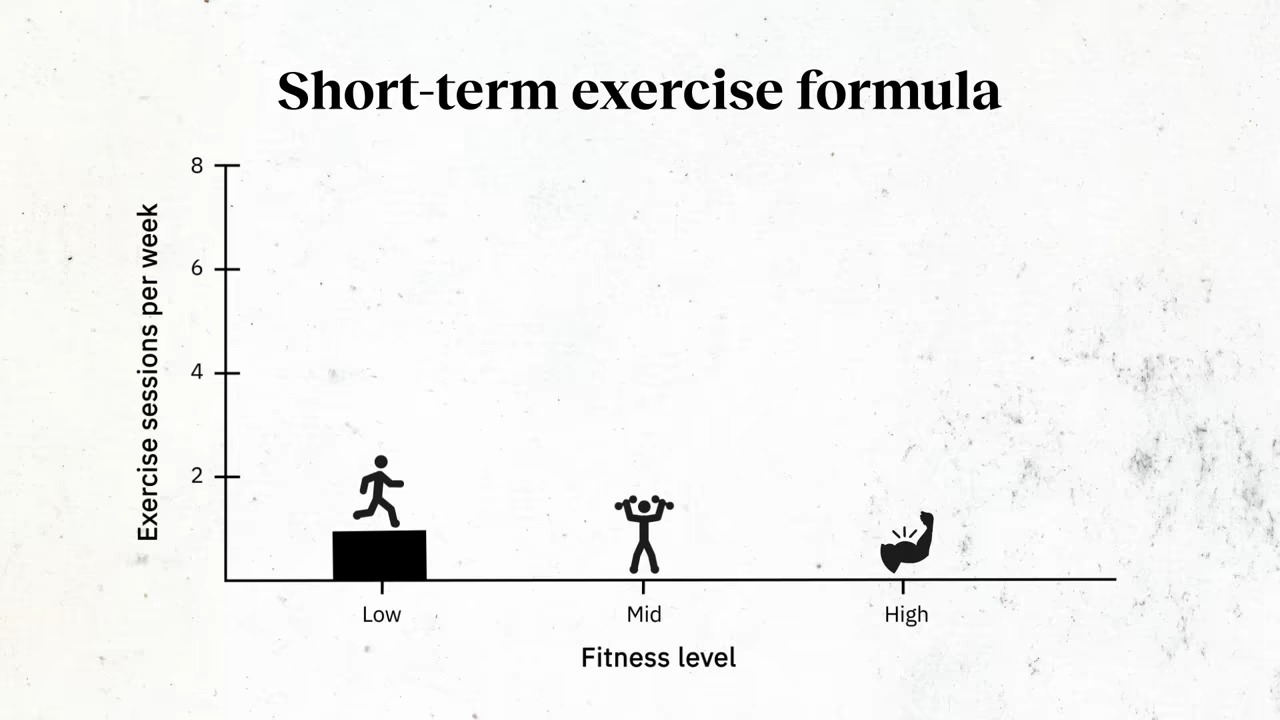 Short-term exercise formula
8
6
4
2
Exercise sessions per week
Low
Mid
High
Fitness level